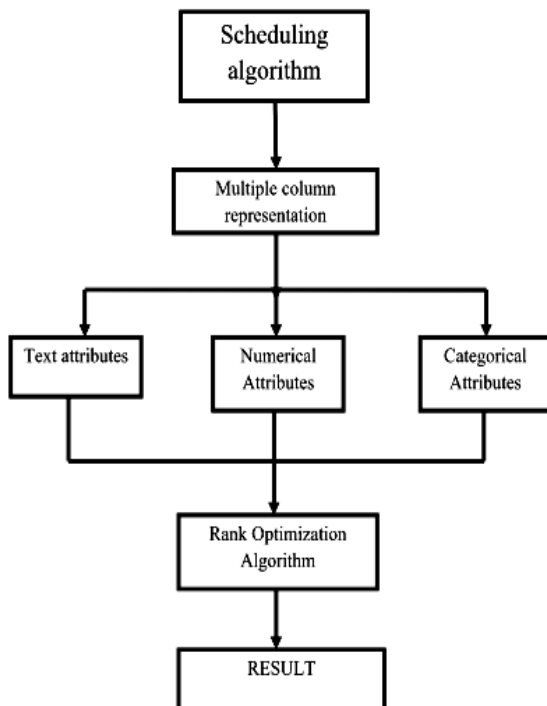 Scheduling
algorithm
Multiple column
representation
Text attributes
Numerical
Attributes
Categorical
Attributes
Rank Optimization
Algorithm
RESULT